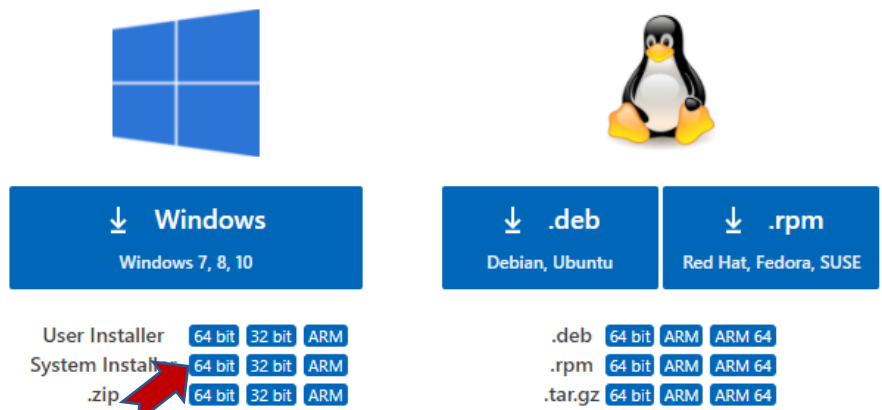 Windows
Windows 7, 8, 10
.deb
Debian, Ubuntu
.rpm
Red Hat, Fedora, SUSE
User Installer 64 bit 32 bit ARM
System Installer 64 bit 32 bit ARM
.zip 64 bit 32 bit ARM
.deb 64 bit ARM ARM 64
.rpm 64 bit ARM ARM 64
.tar.gz 64 bit ARM ARM 64